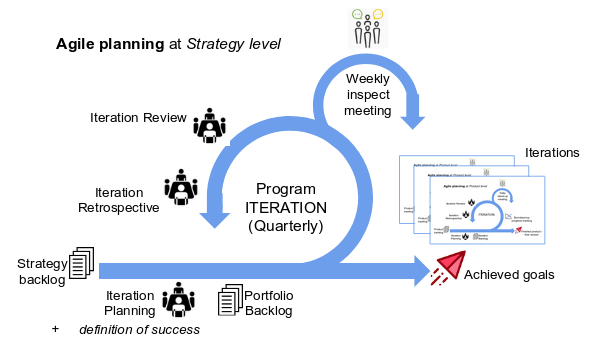 Agile planning at Strategy level
Weekly
inspect
meeting
Iteration Review
Iterations
Iteration
Retrospective
Program
ITERATION
(Quarterly)
Agile planning at Product level
ITERATION
Strategy
backlog
Achieved goals
Iteration
Planning
Portfolio
Backlog
+ definition of success